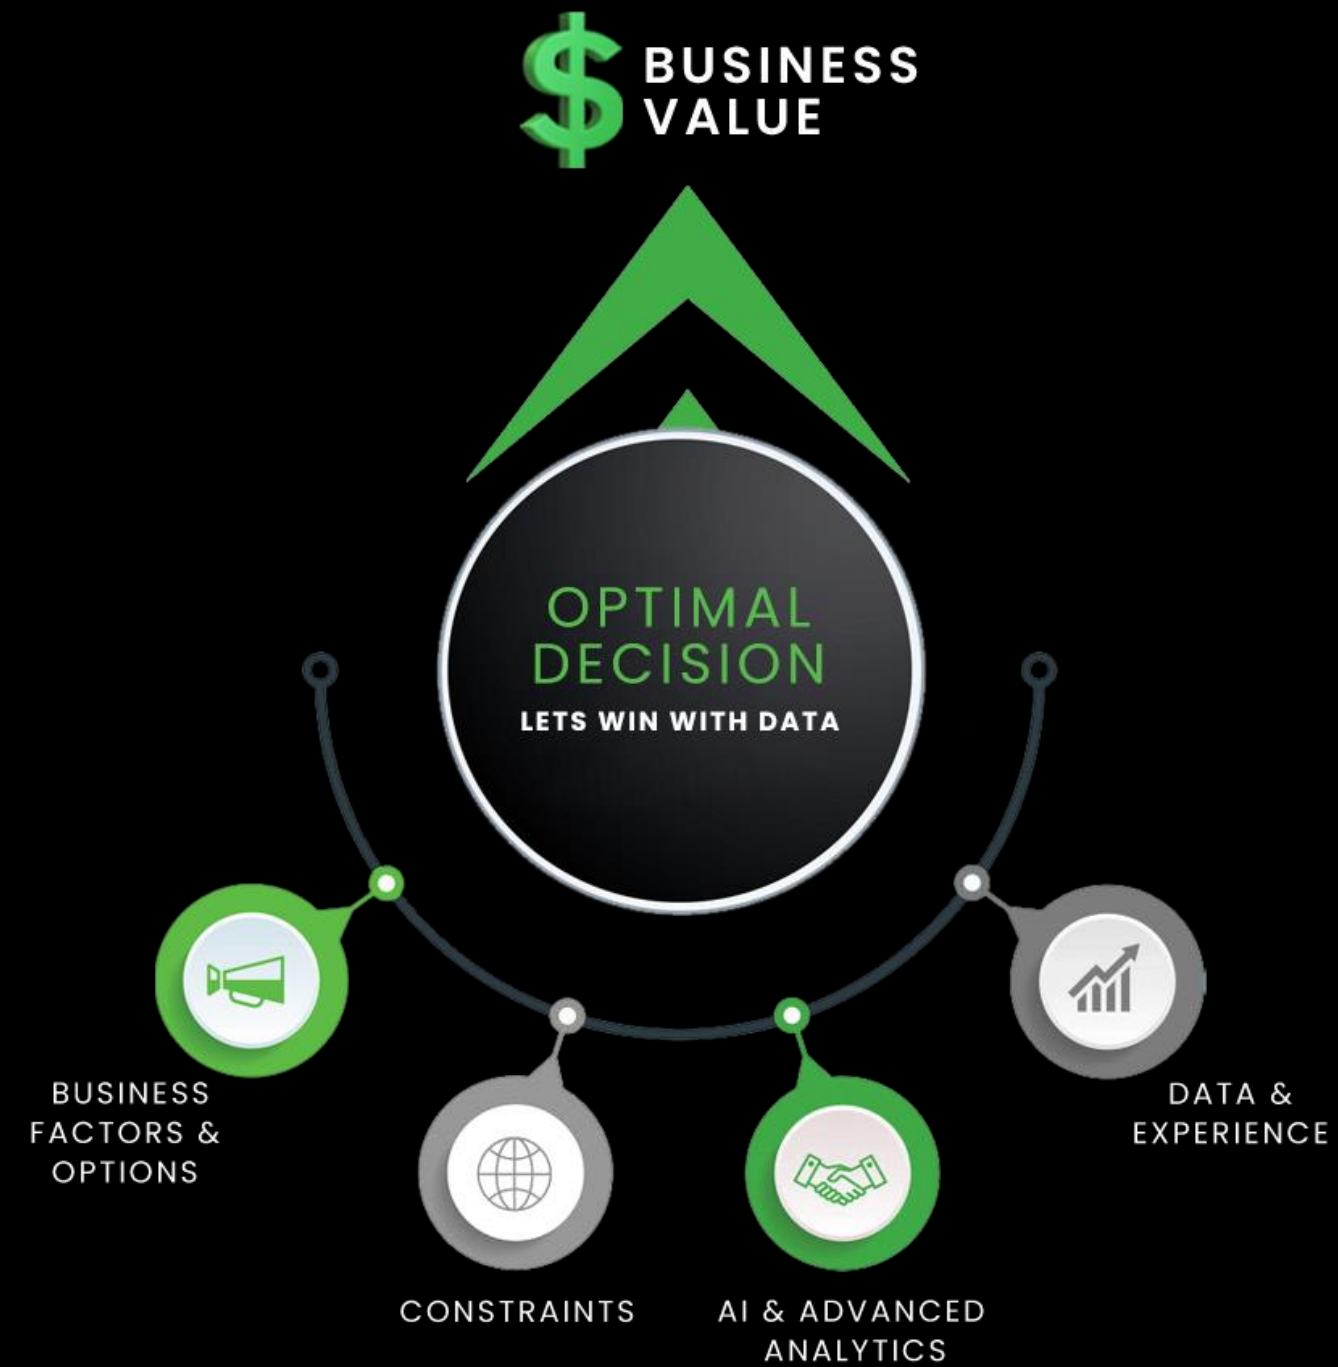 $ BUSINESS
VALUE
OPTIMAL
DECISION
LETS WIN WITH DATA
BUSINESS
FACTORS &
OPTIONS
CONSTRAINTS
AI & ADVANCED
ANALYTICS
DATA &
EXPERIENCE